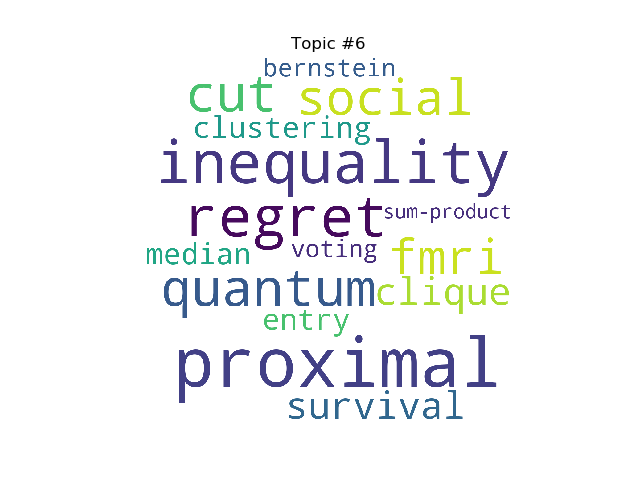 Topic #6
bernstein
cut social
clustering
inequality
regret sum-product
median voting fmri
quantum clique
entry
proximal
survival